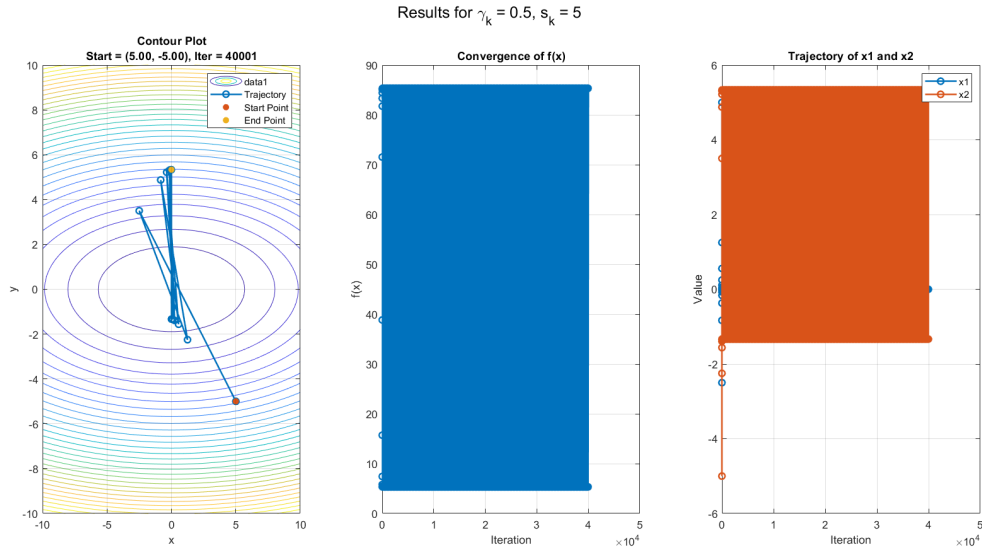 Results for γ_k = 0.5, s_k = 5
Contour Plot
Start = (5.00, -5.00), Iter = 40001
data1
Trajectory
Start Point
End Point
10
8
6
4
2
0
-2
-4
-6
-8
-10
-10
-5
0
5
10
x
y
Convergence of f(x)
90
80
70
60
50
40
30
20
10
0
0
1
2
3
4
5
×10^4
Iteration
f(x)
Trajectory of x1 and x2
x1
x2
6
4
2
0
-2
-4
-6
0
1
2
3
4
5
×10^4
Iteration
Value